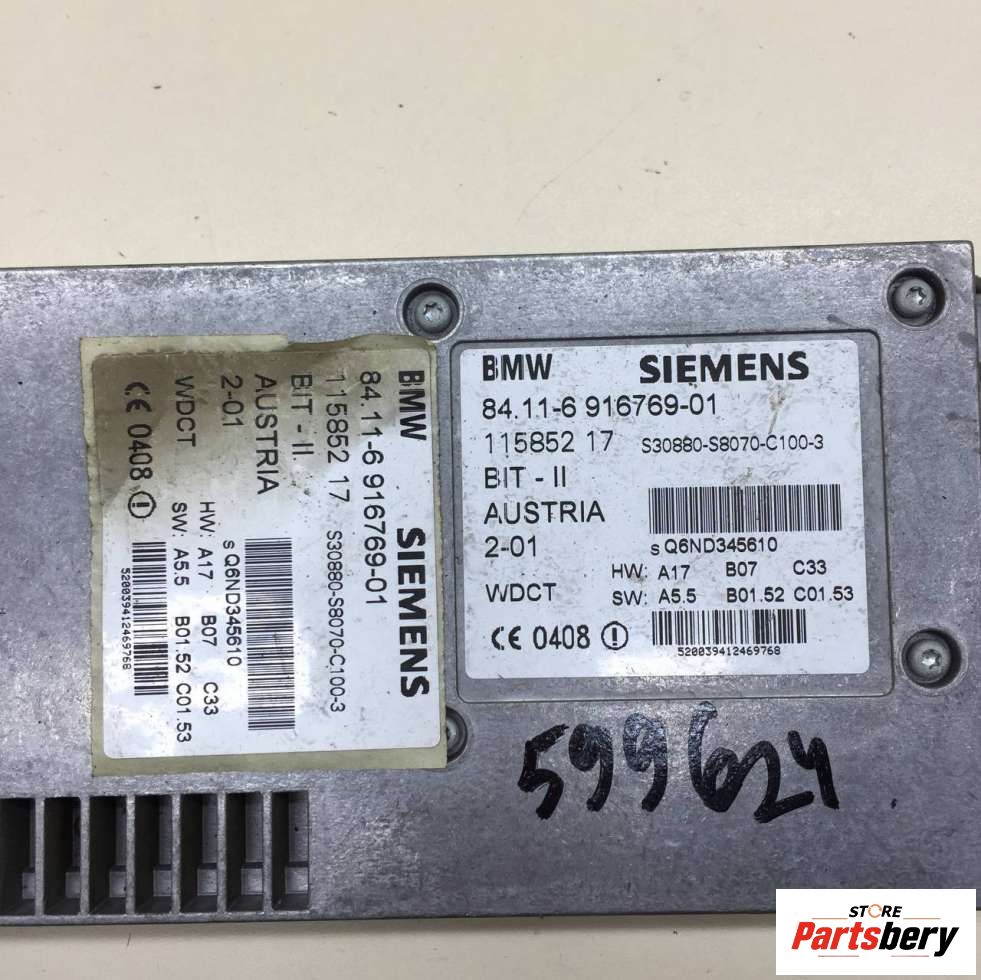 BMW SIEMENS
84.11-6 916769-01
115852 17 S30880-S8070-C100-3
BIT - II
AUSTRIA
2-01 s Q6ND345610
HW: A17 B07 C33
WDCT SW: A5.5 B01.52 C01.53
CE 0408
520039412469768
BMW SIEMENS
84.11-6 916769-01
115852 17 S30880-S8070-C100-3
BIT - II
AUSTRIA
2-01 s Q6ND345610
HW: A17 B07 C33
WDCT SW: A5.5 B01.52 C01.53
CE 0408
520039412469768
599624
STORE
Partsbery